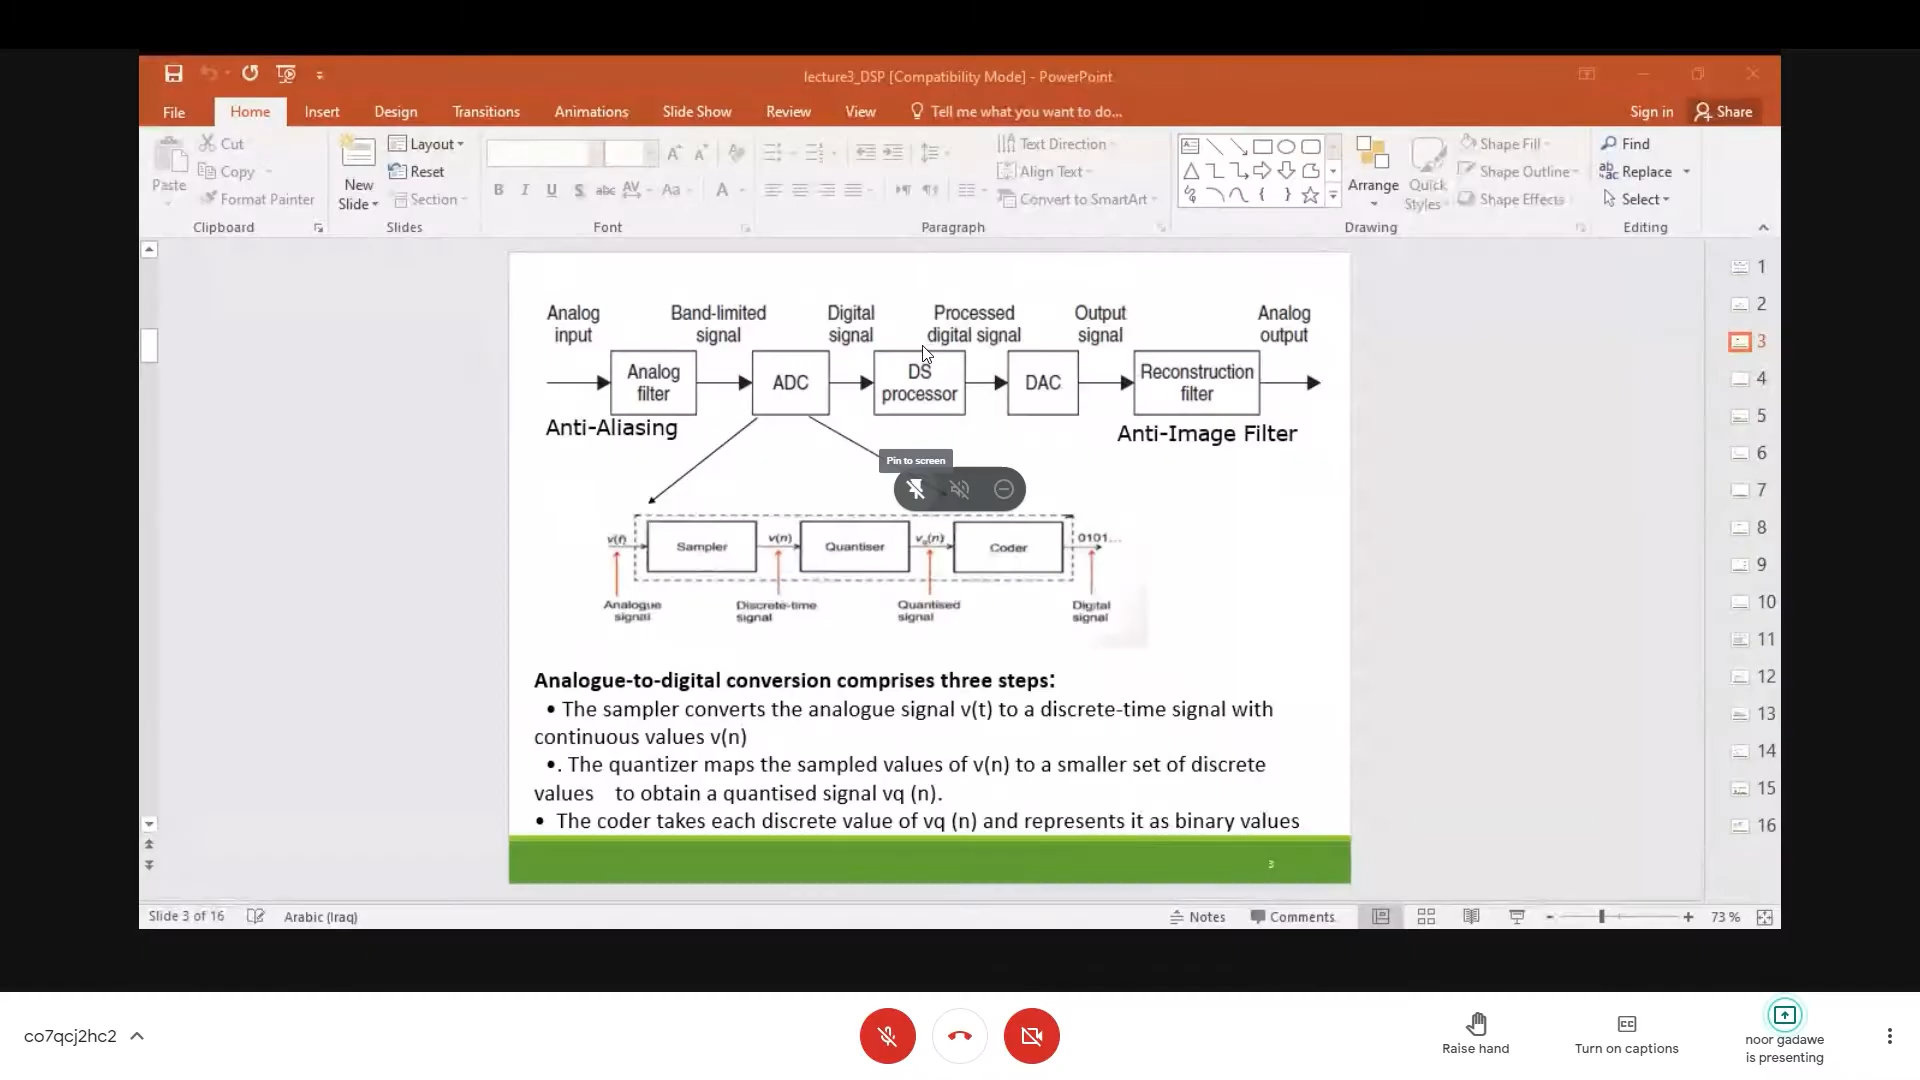 lecture3_DSP [Compatibility Mode] - PowerPoint
File Home Insert Design Transitions Animations Slide Show Review View Tell me what you want to do... Sign in Share
Paste
Cut
Copy
Format Painter
Clipboard
New
Slide
Layout
Reset
Section
Slides
B I U S abc AV Aa A
Font
Text Direction
Align Text
Convert to SmartArt
Paragraph
Arrange
Quick
Styles
Shape Fill
Shape Outline
Shape Effects
Drawing
Find
Replace
Select
Editing
Analog
input
Band-limited
signal
Digital
signal
Processed
digital signal
Output
signal
Analog
output
Analog
filter
ADC
DS
processor
DAC
Reconstruction
filter
Anti-Aliasing
Anti-Image Filter
Pin to screen
v(t)
Sampler
v(n)
Quantiser
vq(n)
Coder
0101...
Analogue
signal
Discrete-time
signal
Quantised
signal
Digital
signal
Analogue-to-digital conversion comprises three steps:
• The sampler converts the analogue signal v(t) to a discrete-time signal with
continuous values v(n)
•. The quantizer maps the sampled values of v(n) to a smaller set of discrete
values to obtain a quantised signal vq (n).
• The coder takes each discrete value of vq (n) and represents it as binary values
3
1
2
3
4
5
6
7
8
9
10
11
12
13
14
15
16
Slide 3 of 16 Arabic (Iraq) Notes Comments 73 %
co7qcj2hc2
Raise hand
Turn on captions
noor gadawe
is presenting